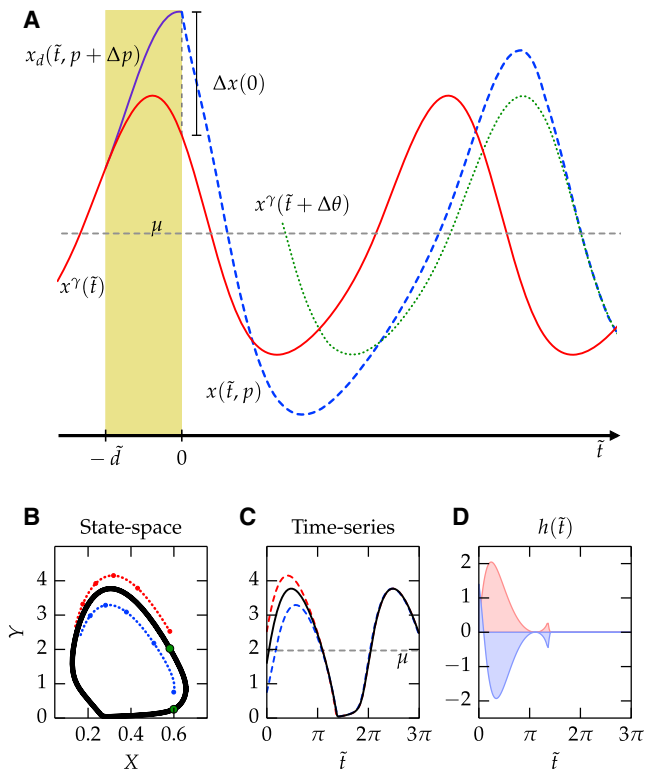 A
x_d(t̃, p + Δp)
Δx(0)
x^γ(t̃ + Δθ)
μ
x^γ(t̃)
x(t̃, p)
−d̃
0
t̃
B
State-space
C
Time-series
D
h(t̃)
4
3
2
1
0
Y
0.2
0.4
0.6
X
4
3
2
1
0
μ
0
π
2π
3π
t̃
2
1
0
−1
−2
0
π
2π
3π
t̃